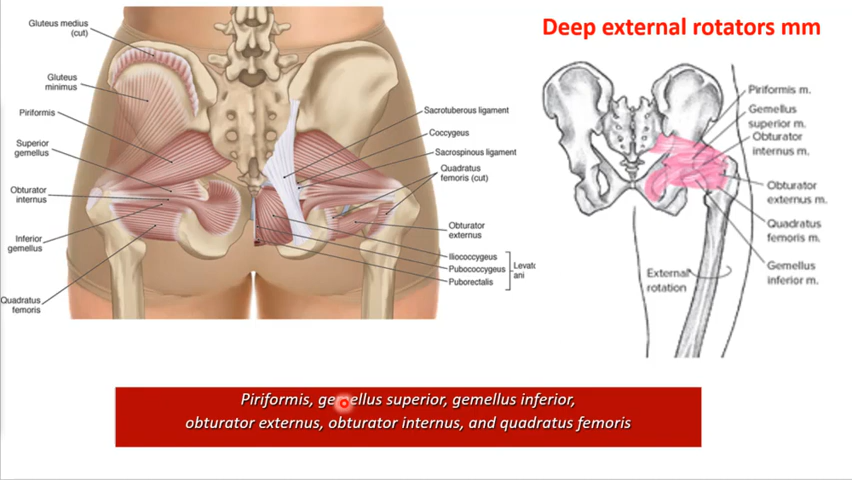 Deep external rotators mm
Gluteus medius
(cut)
Gluteus
minimus
Piriformis
Superior
gemellus
Obturator
internus
Inferior
gemellus
Quadratus
femoris
Sacrotuberous ligament
Coccygeus
Sacrospinous ligament
Quadratus
femoris (cut)
Obturator
externus
Iliococcygeus
Pubococcygeus
Puborectalis
Levato
ani
Piriformis m.
Gemellus
superior m.
Obturator
internus m.
Obturator
externus m.
Quadratus
femoris m.
Gemellus
inferior m.
External
rotation
Piriformis, gemellus superior, gemellus inferior,
obturator externus, obturator internus, and quadratus femoris